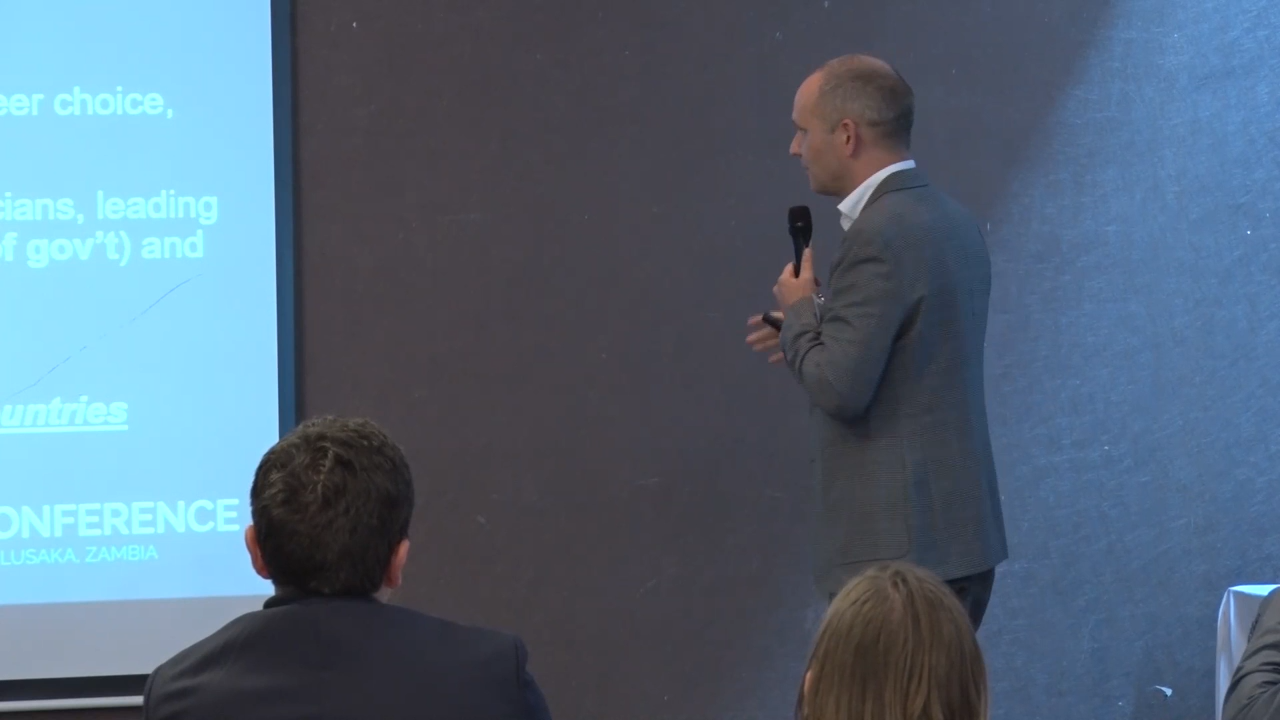 eer choice,
cians, leading
of gov't) and
untries
ONFERENCE
LUSAKA, ZAMBIA